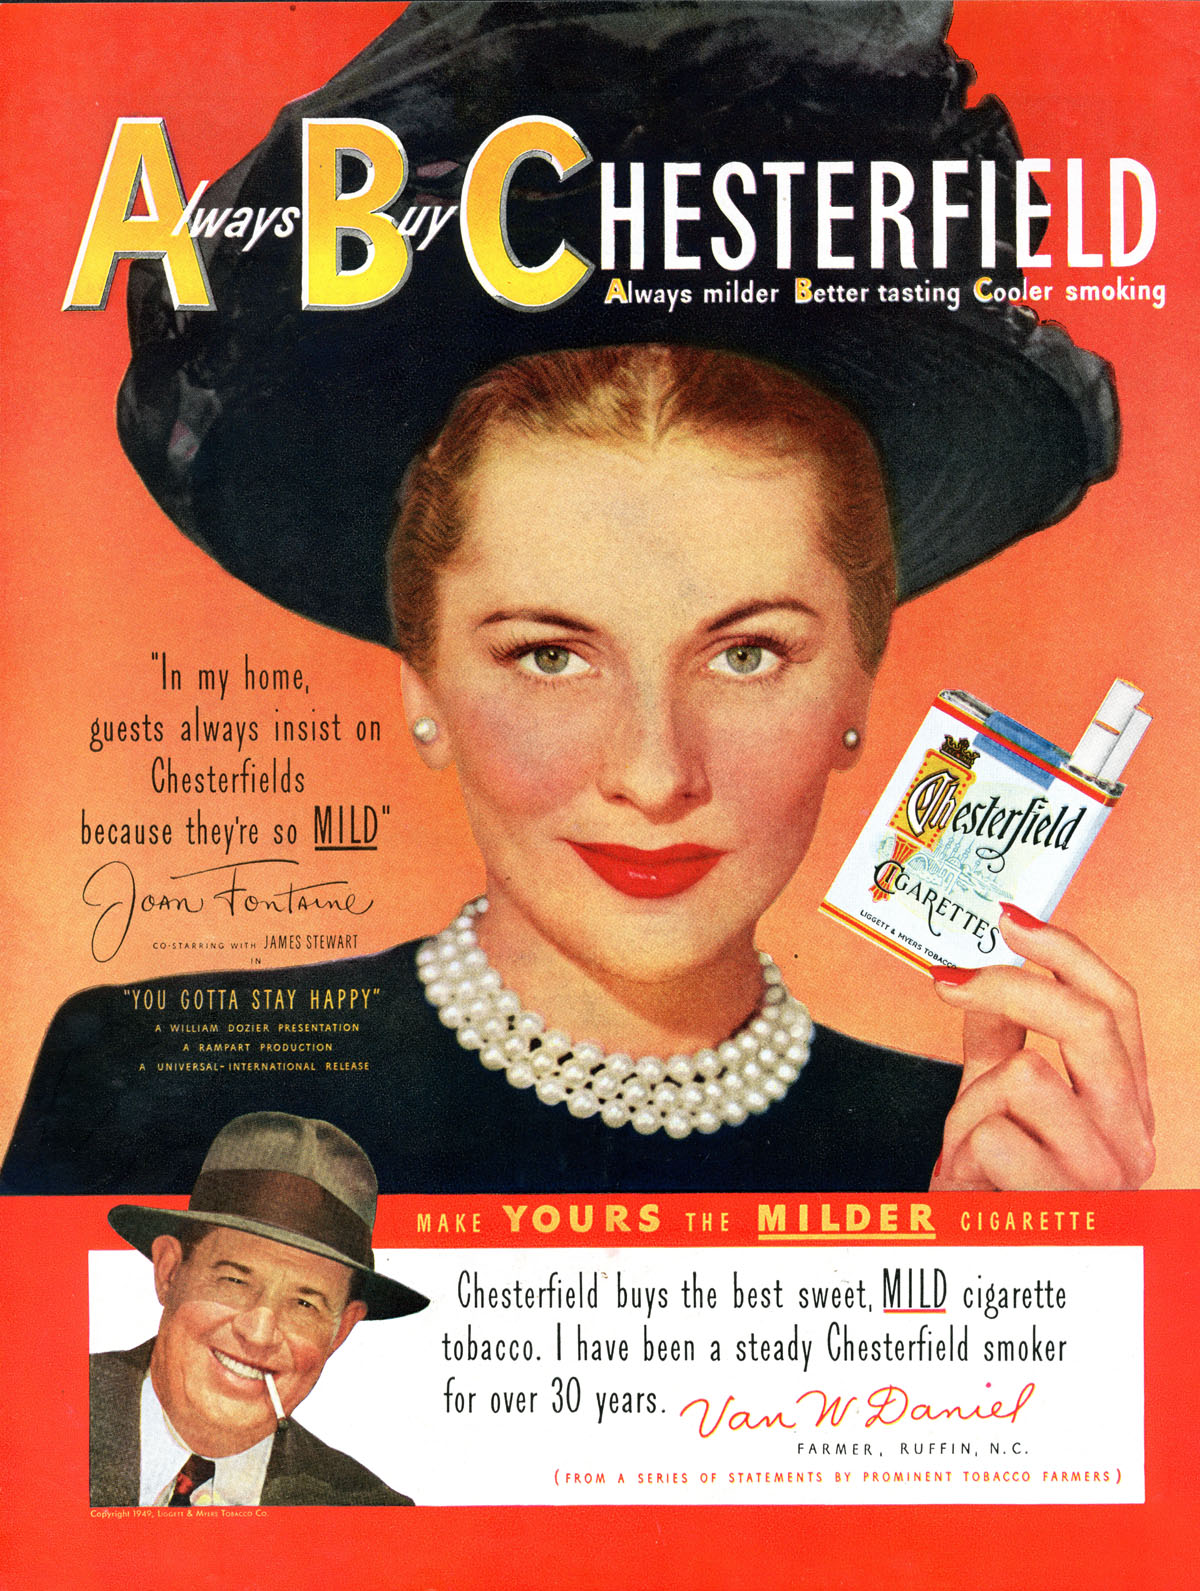 Always Buy CHESTERFIELD
Always milder Better tasting Cooler smoking
"In my home,
guests always insist on
Chesterfields
because they're so MILD"
Joan Fontaine
CO-STARRING WITH JAMES STEWART
IN
"YOU GOTTA STAY HAPPY"
A WILLIAM DOZIER PRESENTATION
A RAMPART PRODUCTION
A UNIVERSAL-INTERNATIONAL RELEASE
Chesterfield
CIGARETTES
LIGGETT & MYERS TOBACCO
MAKE YOURS THE MILDER CIGARETTE
Chesterfield buys the best sweet, MILD cigarette
tobacco. I have been a steady Chesterfield smoker
for over 30 years.
Van W. Daniel
FARMER, RUFFIN, N.C.
(FROM A SERIES OF STATEMENTS BY PROMINENT TOBACCO FARMERS)
Copyright 1949, LIGGETT & MYERS TOBACCO CO.